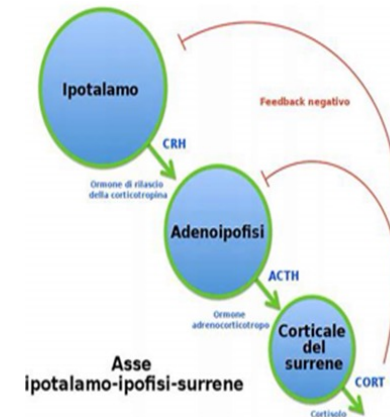 Ipotalamo
Feedback negativo
CRH
Ormone di rilascio
della corticotropina
Adenoipofisi
ACTH
Ormone
adrenocorticotropo
Corticale
del
surrene
Asse
ipotalamo-ipofisi-surrene
CORT
Cortisolo